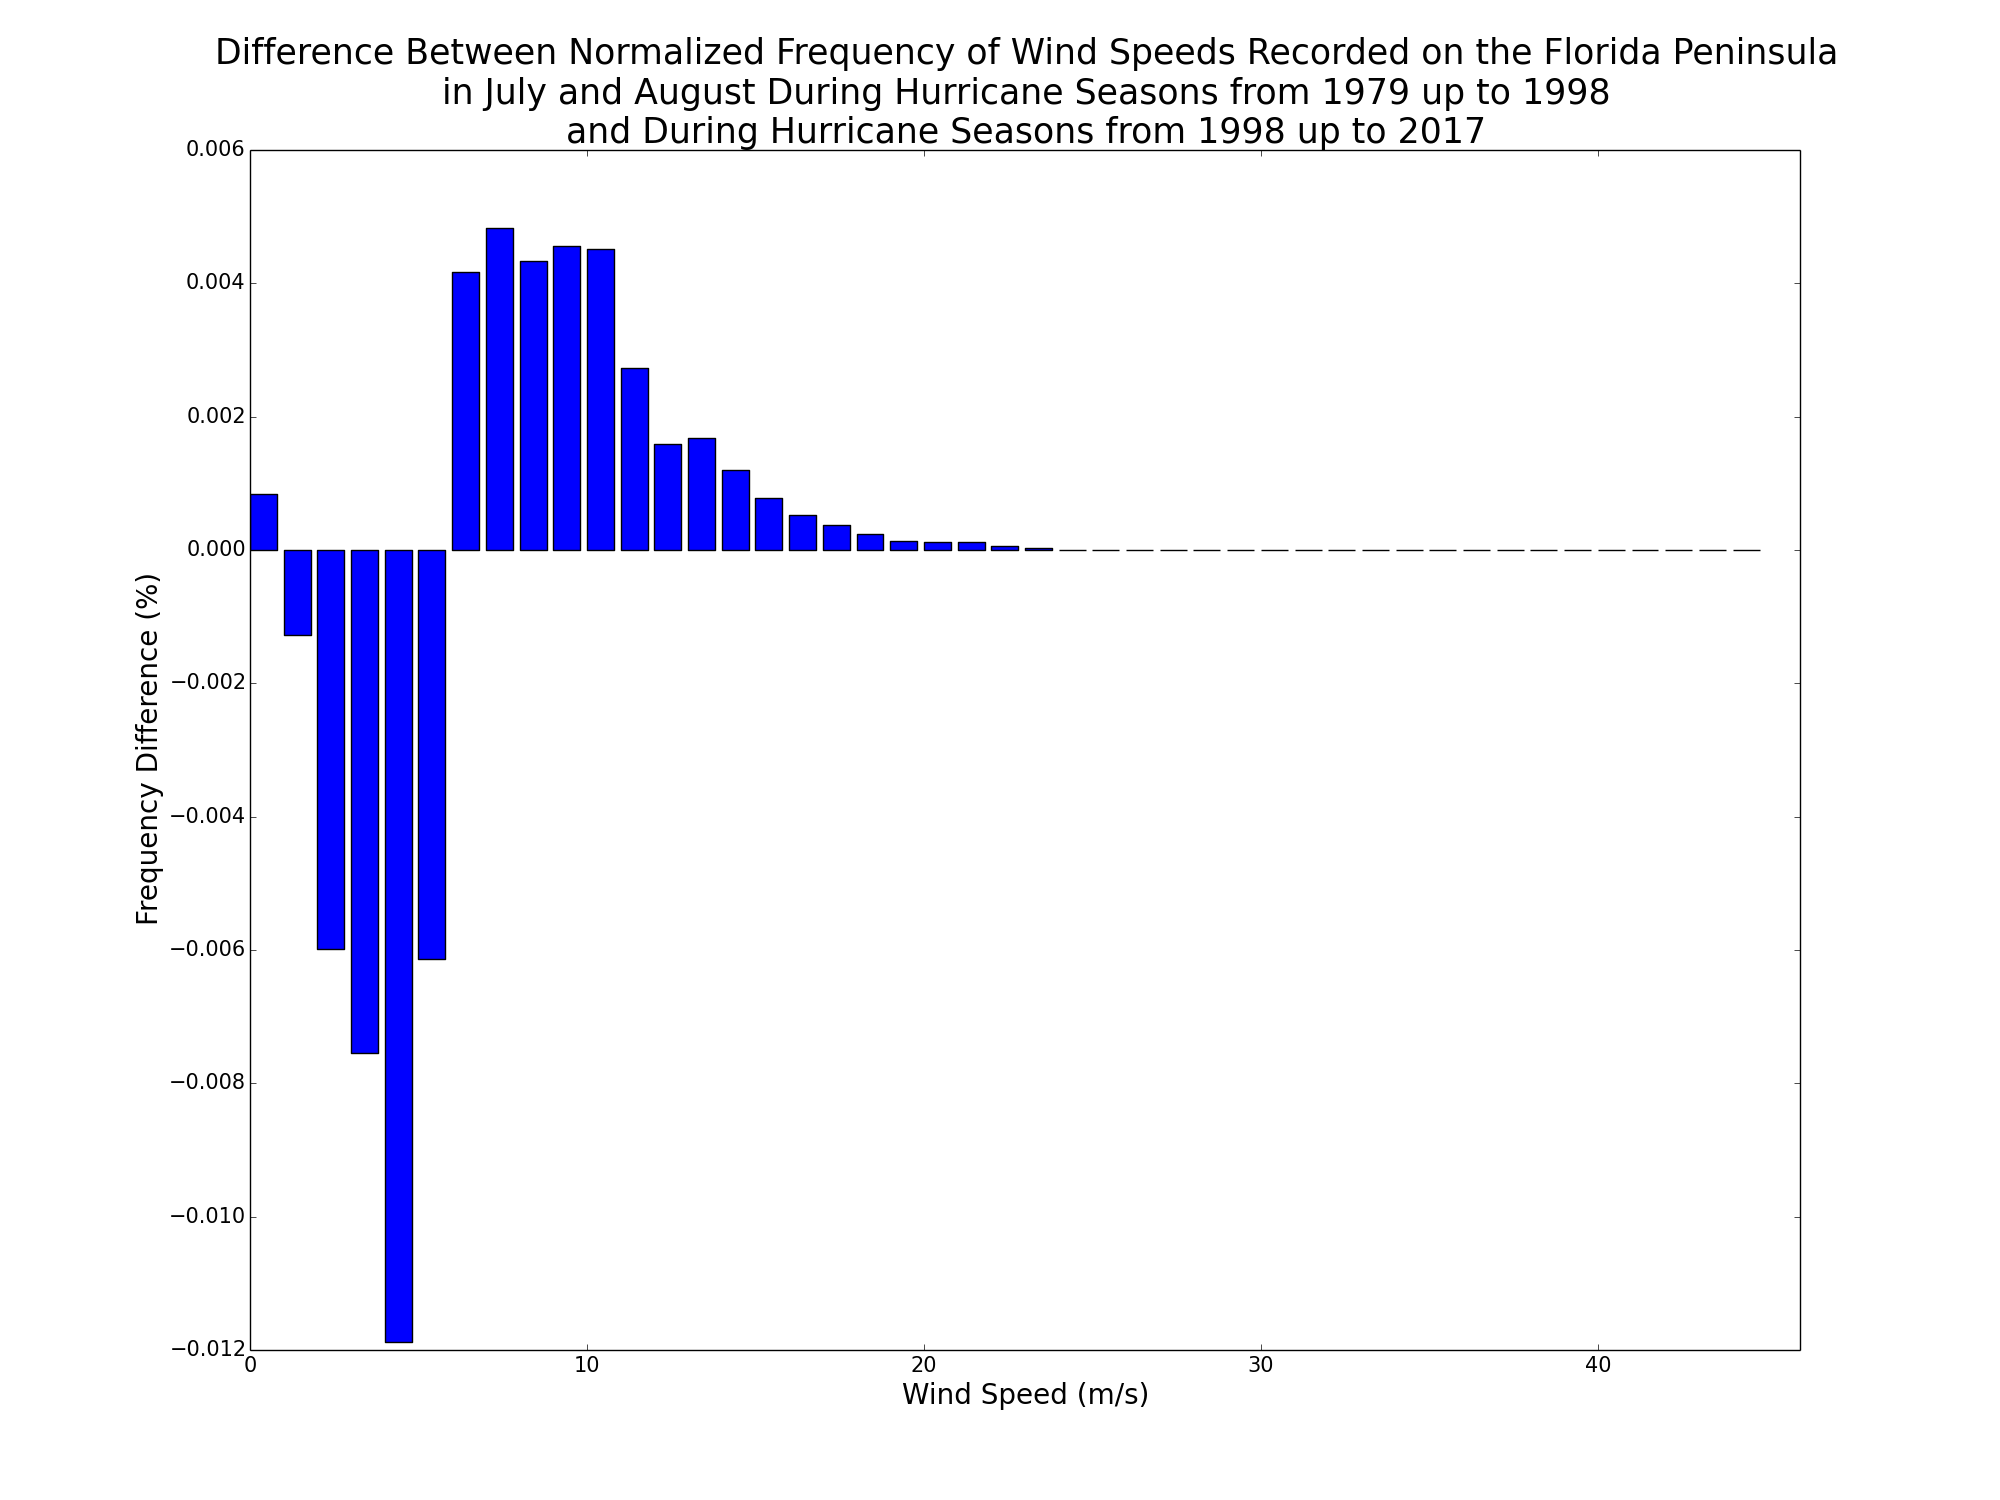 Difference Between Normalized Frequency of Wind Speeds Recorded on the Florida Peninsula
in July and August During Hurricane Seasons from 1979 up to 1998
and During Hurricane Seasons from 1998 up to 2017
0.006
0.004
0.002
0.000
−0.002
−0.004
−0.006
−0.008
−0.010
−0.012
Frequency Difference (%)
0 10 20 30 40
Wind Speed (m/s)